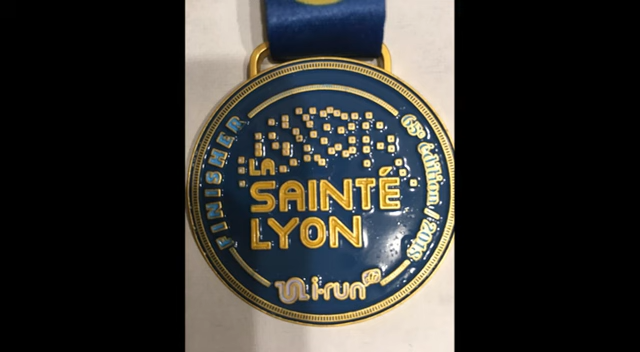 FINISHER
LA
SAINTÉ
LYON
65e édition / 2018
i-run